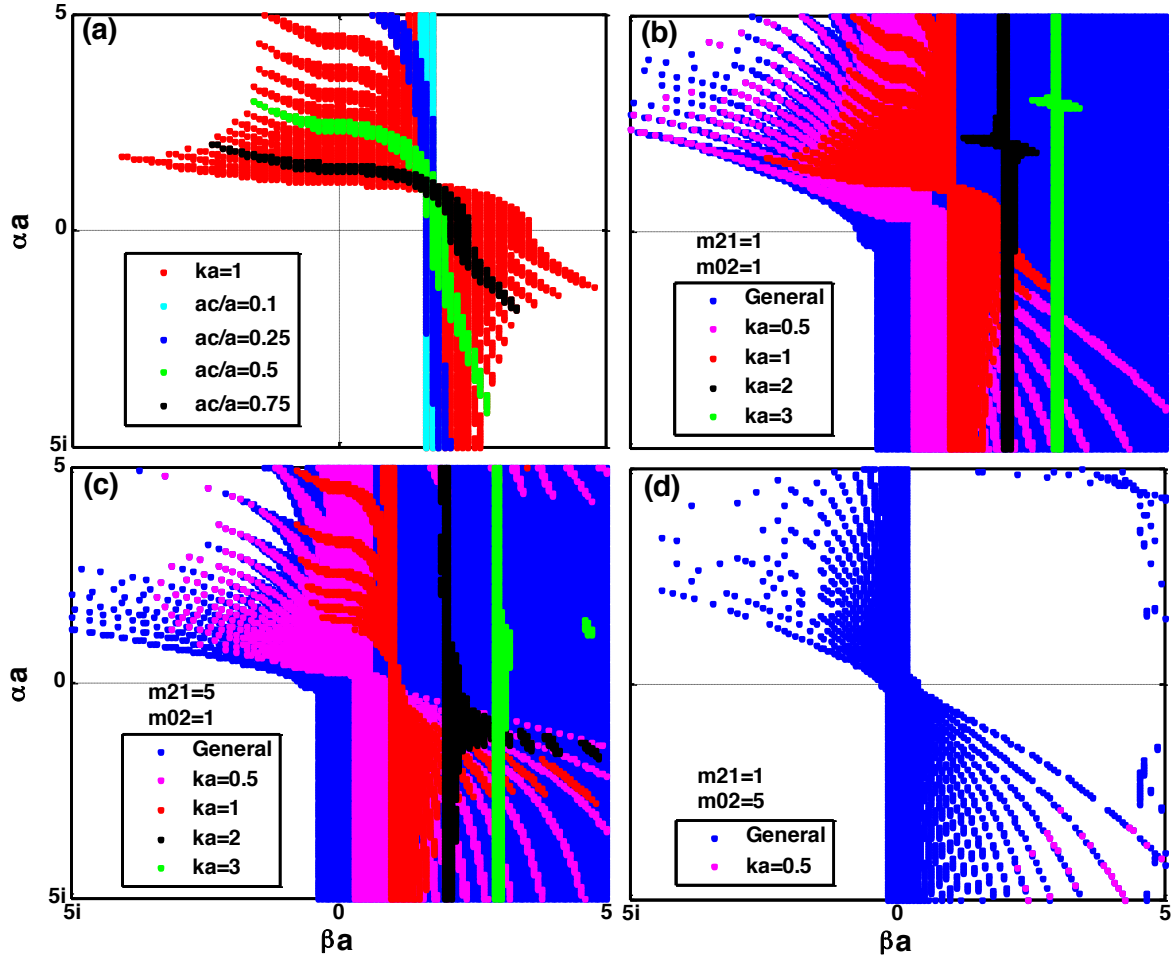 (a)
5
αa
0
5i
ka=1
ac/a=0.1
ac/a=0.25
ac/a=0.5
ac/a=0.75
(b)
m21=1
m02=1
General
ka=0.5
ka=1
ka=2
ka=3
(c)
5
αa
0
5i
m21=5
m02=1
General
ka=0.5
ka=1
ka=2
ka=3
5i
0
5
βa
(d)
m21=1
m02=5
General
ka=0.5
5i
0
5
βa